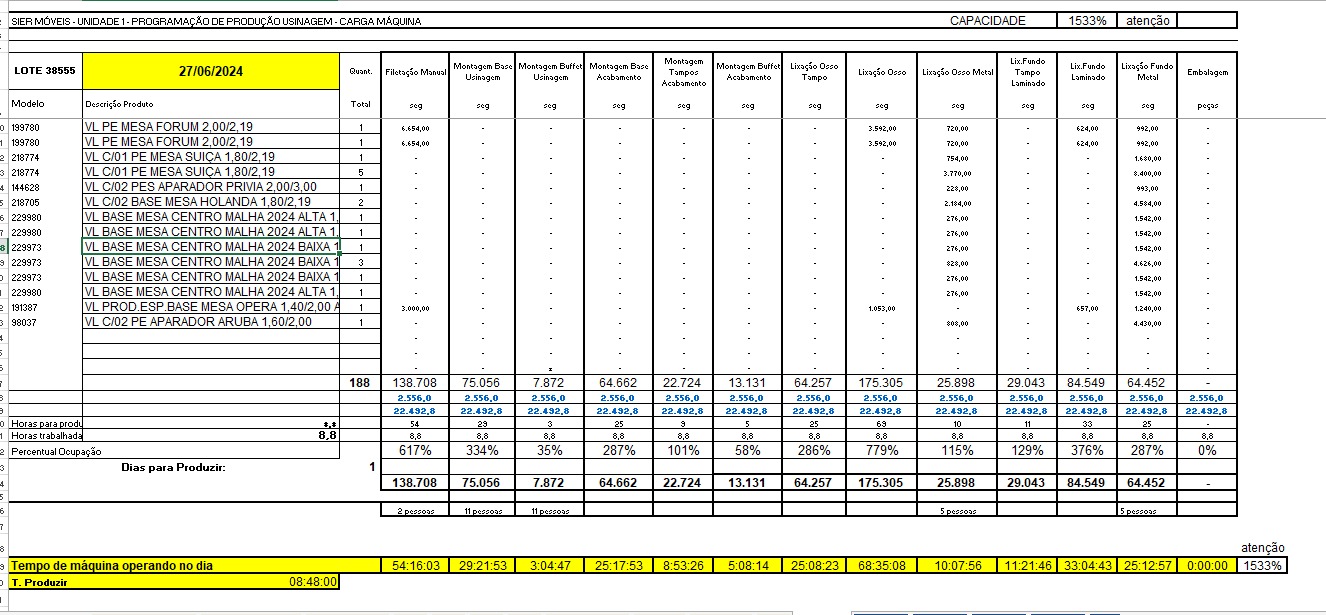 SIER MÓVEIS - UNIDADE 1 - PROGRAMAÇÃO DE PRODUÇÃO USINAGEM - CARGA MÁQUINA CAPACIDADE 1533% atenção
LOTE 38555 27/06/2024 Quant. Filetação Manual Montagem Base Usinagem Montagem Buffet Usinagem Montagem Base Acabamento Montagem Tampos Acabamento Montagem Buffet Acabamento Lixação Osso Tampo Lixação Osso Lixação Osso Metal Lix.Fundo Tampo Laminado Lix.Fundo Laminado Lixação Fundo Metal Embalagem
Modelo Descrição Produto Total seg seg seg seg seg seg seg seg seg seg seg seg peças
199780 VL PE MESA FORUM 2,00/2,19 1 6.654,00 - - - - - - 3.592,00 720,00 - 624,00 992,00 -
199780 VL PE MESA FORUM 2,00/2,19 1 6.654,00 - - - - - - 3.592,00 720,00 - 624,00 992,00 -
218774 VL C/01 PE MESA SUIÇA 1,80/2,19 1 - - - - - - - - 754,00 - - 1.680,00 -
218774 VL C/01 PE MESA SUIÇA 1,80/2,19 5 - - - - - - - - 3.770,00 - - 8.400,00 -
144628 VL C/02 PES APARADOR PRIVIA 2,00/3,00 1 - - - - - - - - 228,00 - - 993,00 -
218705 VL C/02 BASE MESA HOLANDA 1,80/2,19 2 - - - - - - - - 2.184,00 - - 4.584,00 -
229980 VL BASE MESA CENTRO MALHA 2024 ALTA 1, 1 - - - - - - - - 276,00 - - 1.542,00 -
229980 VL BASE MESA CENTRO MALHA 2024 ALTA 1, 1 - - - - - - - - 276,00 - - 1.542,00 -
229973 VL BASE MESA CENTRO MALHA 2024 BAIXA 1 1 - - - - - - - - 276,00 - - 1.542,00 -
229973 VL BASE MESA CENTRO MALHA 2024 BAIXA 1 3 - - - - - - - - 828,00 - - 4.626,00 -
229973 VL BASE MESA CENTRO MALHA 2024 BAIXA 1 1 - - - - - - - - 276,00 - - 1.542,00 -
229980 VL BASE MESA CENTRO MALHA 2024 ALTA 1, 1 - - - - - - - - 276,00 - - 1.542,00 -
191387 VL PROD.ESP.BASE MESA OPERA 1,40/2,00 A 1 3.000,00 - - - - - - 1.053,00 - - 657,00 1.240,00 -
98037 VL C/02 PE APARADOR ARUBA 1,60/2,00 1 - - - - - - - - 808,00 - - 4.430,00 -
- - - - - - - - - - - - -
- - - - - - - - - - - - -
- - - - - - - - - - - -
188 138.708 75.056 7.872 64.662 22.724 13.131 64.257 175.305 25.898 29.043 84.549 64.452 -
2.556,0 2.556,0 2.556,0 2.556,0 2.556,0 2.556,0 2.556,0 2.556,0 2.556,0 2.556,0 2.556,0 2.556,0 2.556,0
22.492,8 22.492,8 22.492,8 22.492,8 22.492,8 22.492,8 22.492,8 22.492,8 22.492,8 22.492,8 22.492,8 22.492,8 22.492,8
Horas para produ 54 29 3 25 9 5 25 69 10 11 33 25 -
Horas trabalhada 8,8 8,8 8,8 8,8 8,8 8,8 8,8 8,8 8,8 8,8 8,8 8,8 8,8 8,8
Percentual Ocupação 617% 334% 35% 287% 101% 58% 286% 779% 115% 129% 376% 287% 0%
Dias para Produzir: 1
138.708 75.056 7.872 64.662 22.724 13.131 64.257 175.305 25.898 29.043 84.549 64.452 -
2 pessoas 11 pessoas 11 pessoas 5 pessoas 5 pessoas
atenção
Tempo de máquina operando no dia 54:16:03 29:21:53 3:04:47 25:17:53 8:53:26 5:08:14 25:08:23 68:35:08 10:07:56 11:21:46 33:04:43 25:12:57 0:00:00 1533%
T. Produzir 08:48:00